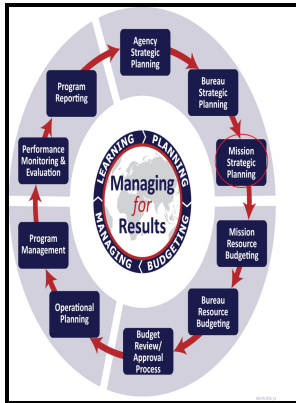 Agency
Strategic
Planning
Bureau
Strategic
Planning
Mission
Strategic
Planning
Mission
Resource
Budgeting
Bureau
Resource
Budgeting
Budget
Review/
Approval
Process
Operational
Planning
Program
Management
Performance
Monitoring &
Evaluation
Program
Reporting
LEARNING
PLANNING
BUDGETING
MANAGING
Managing
for
Results